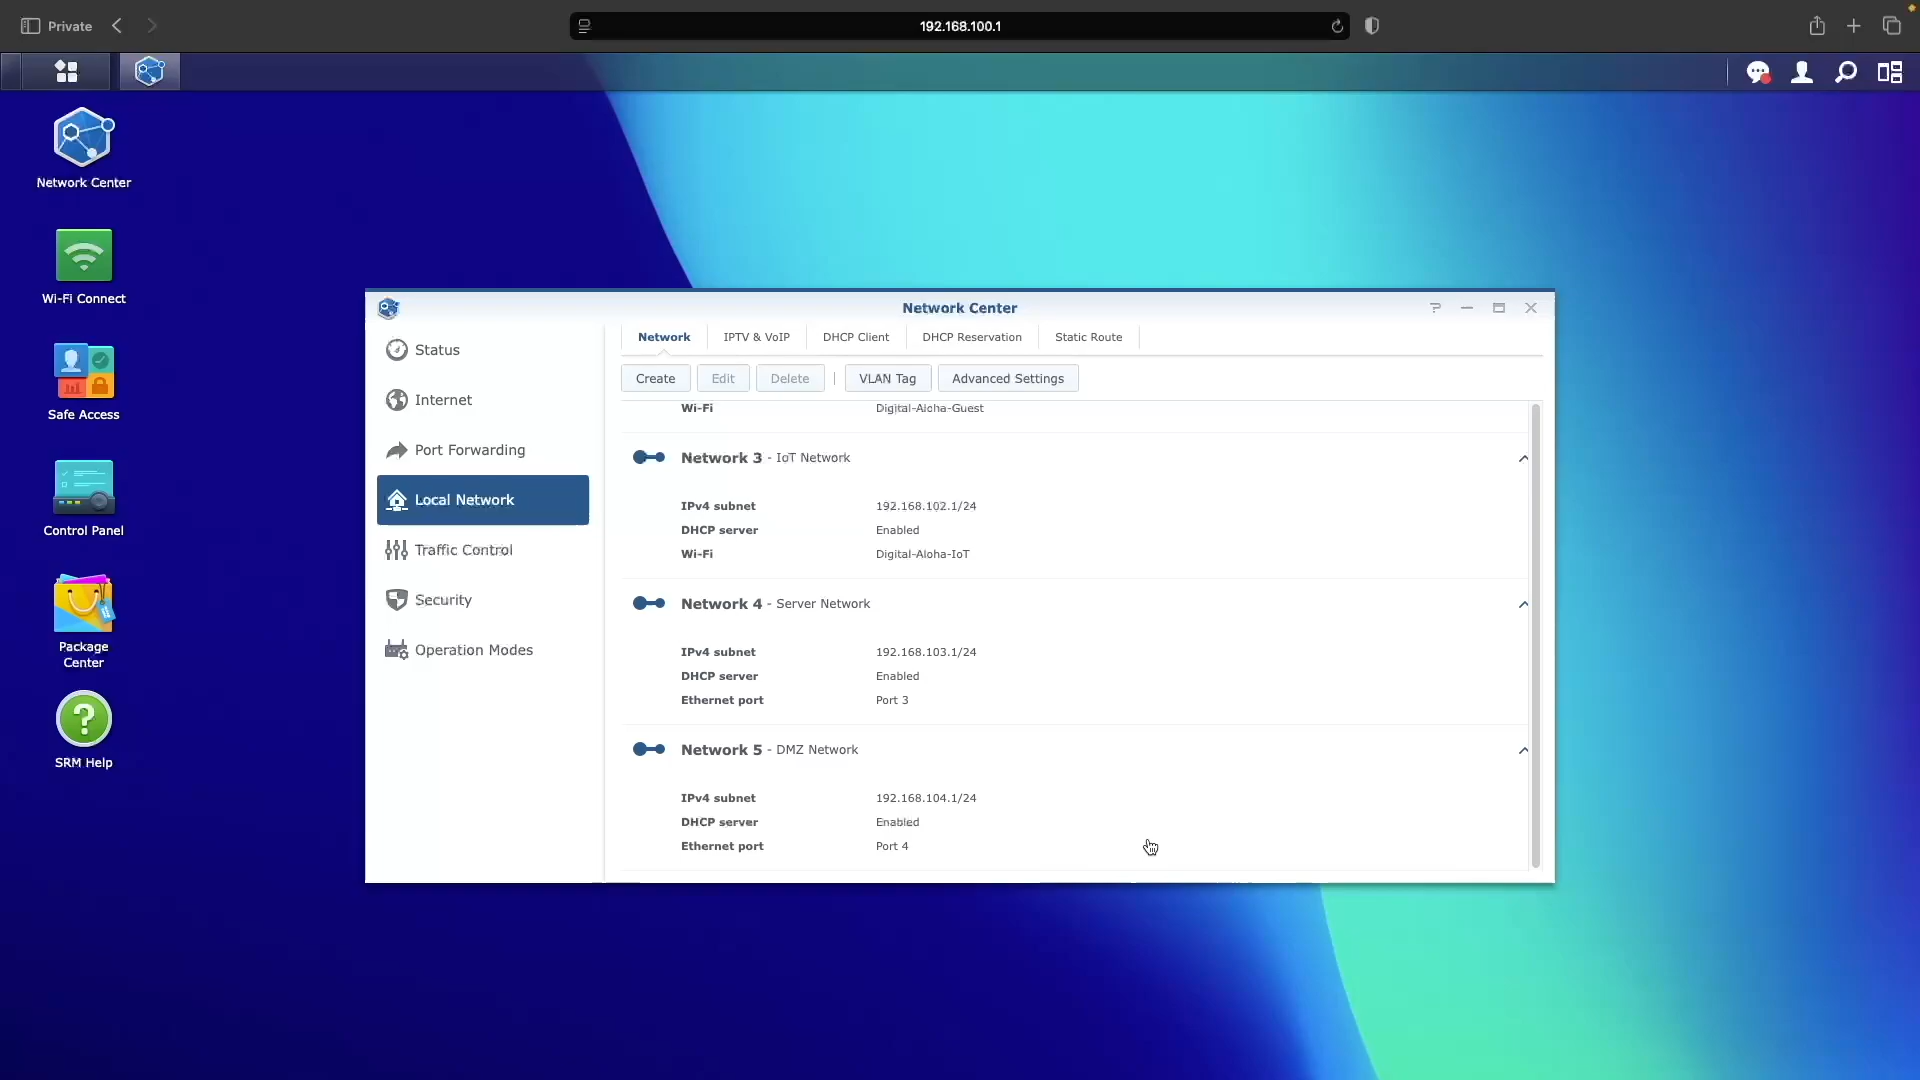 Private
192.168.100.1
Network Center
Wi-Fi Connect
Safe Access
Control Panel
Package
Center
SRM Help
Network Center
Status
Internet
Port Forwarding
Local Network
Traffic Control
Security
Operation Modes
Network
IPTV & VoIP
DHCP Client
DHCP Reservation
Static Route
Create
Edit
Delete
VLAN Tag
Advanced Settings
Wi-Fi Digital-Aloha-Guest
Network 3 - IoT Network
IPv4 subnet 192.168.102.1/24
DHCP server Enabled
Wi-Fi Digital-Aloha-IoT
Network 4 - Server Network
IPv4 subnet 192.168.103.1/24
DHCP server Enabled
Ethernet port Port 3
Network 5 - DMZ Network
IPv4 subnet 192.168.104.1/24
DHCP server Enabled
Ethernet port Port 4